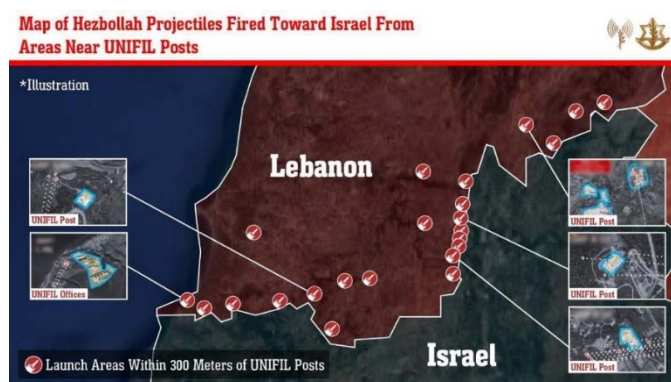 Map of Hezbollah Projectiles Fired Toward Israel From
Areas Near UNIFIL Posts
*Illustration
Lebanon
UNIFIL Post
UNIFIL Offices
UNIFIL Post
UNIFIL Post
UNIFIL Post
Israel
Launch Areas Within 300 Meters of UNIFIL Posts